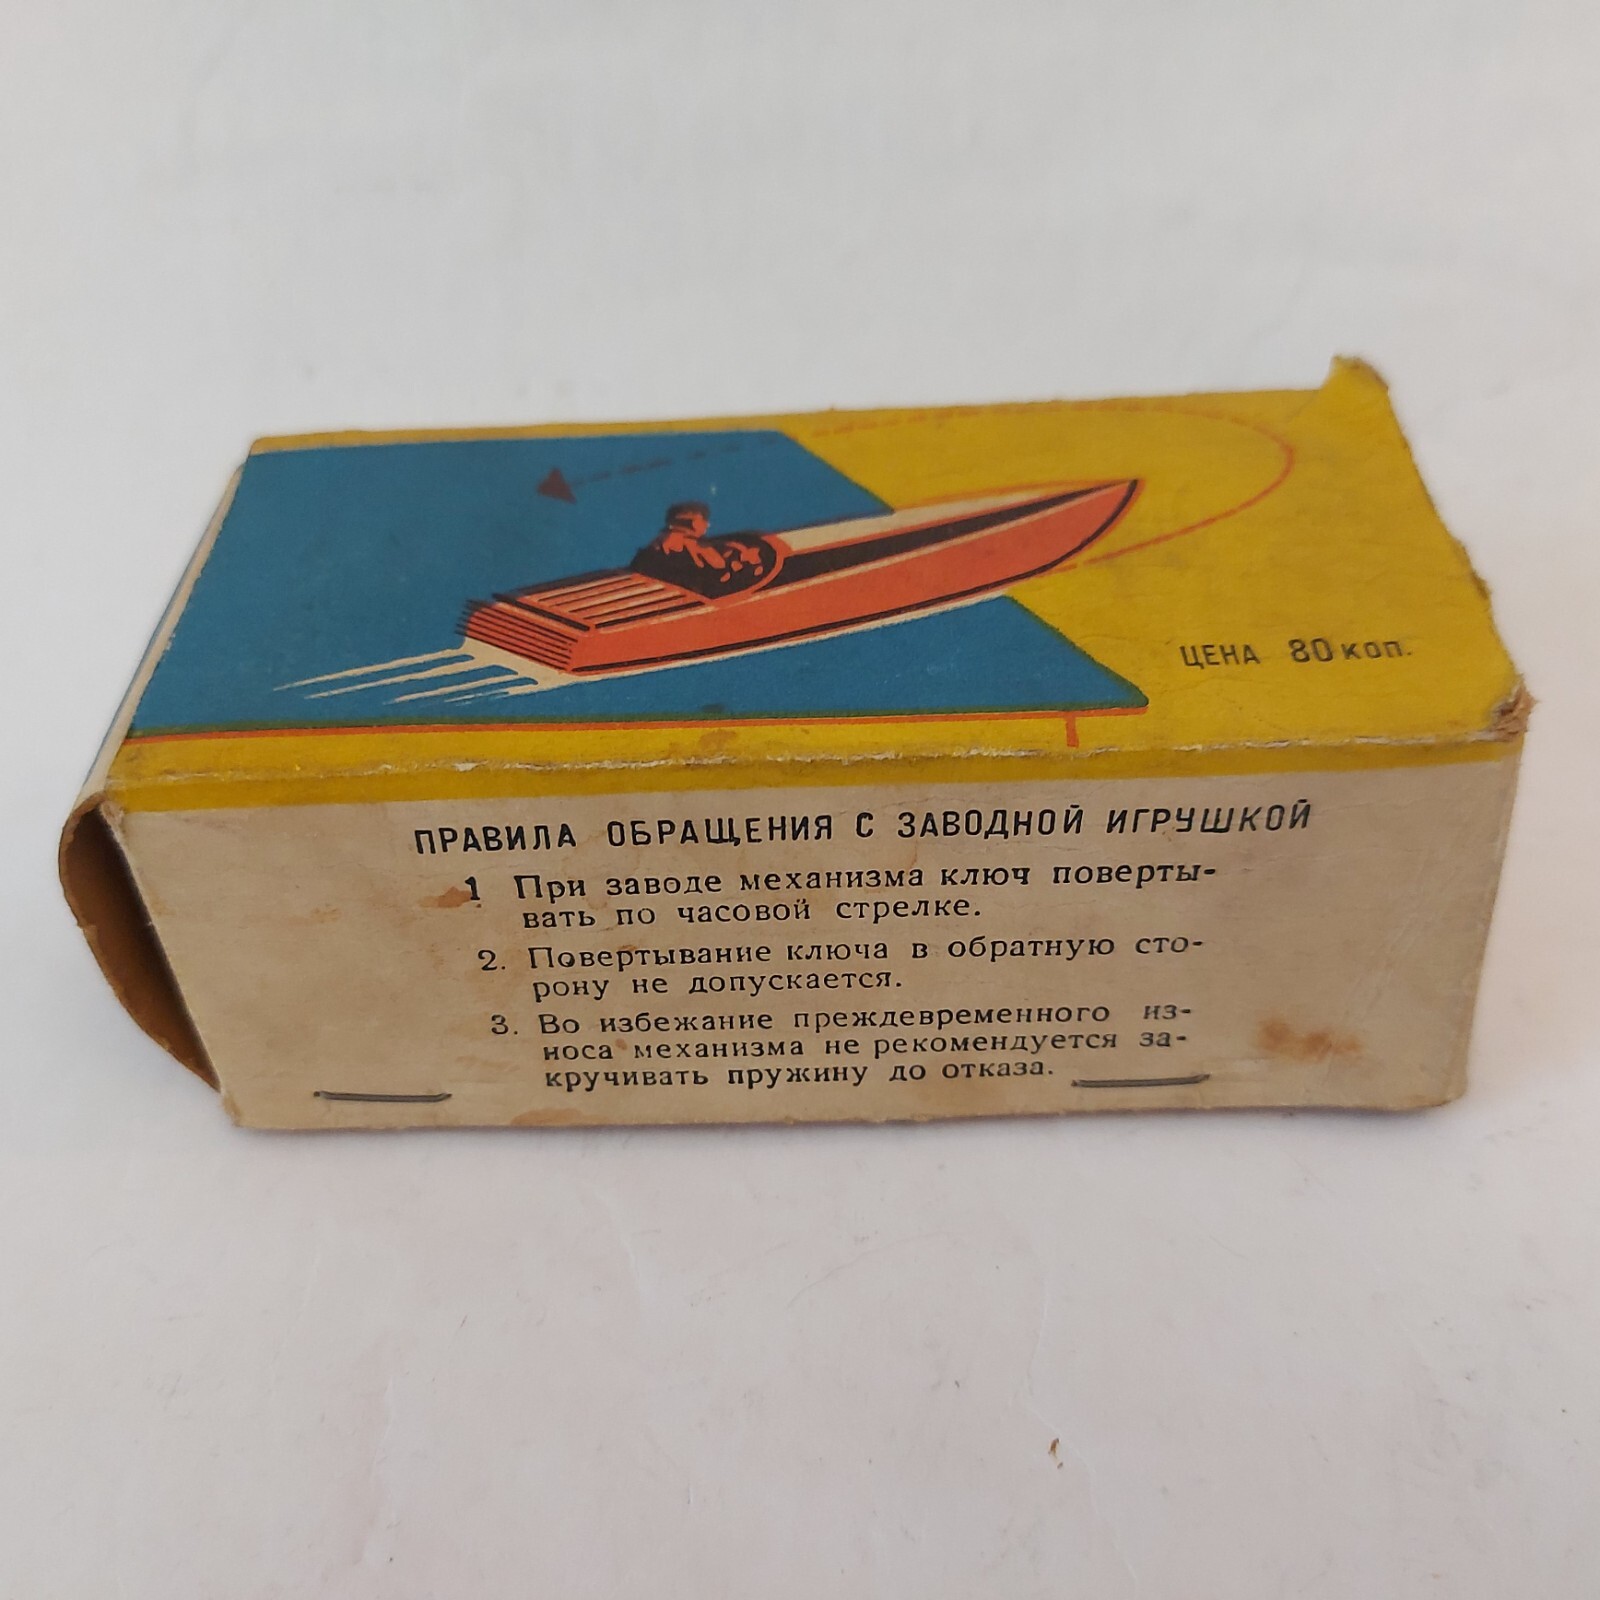 ЦЕНА 80 коп.
ПРАВИЛА ОБРАЩЕНИЯ С ЗАВОДНОЙ ИГРУШКОЙ
1 При заводе механизма ключ поверты-
вать по часовой стрелке.
2. Повертывание ключа в обратную сто-
рону не допускается.
3. Во избежание преждевременного из-
носа механизма не рекомендуется за-
кручивать пружину до отказа.